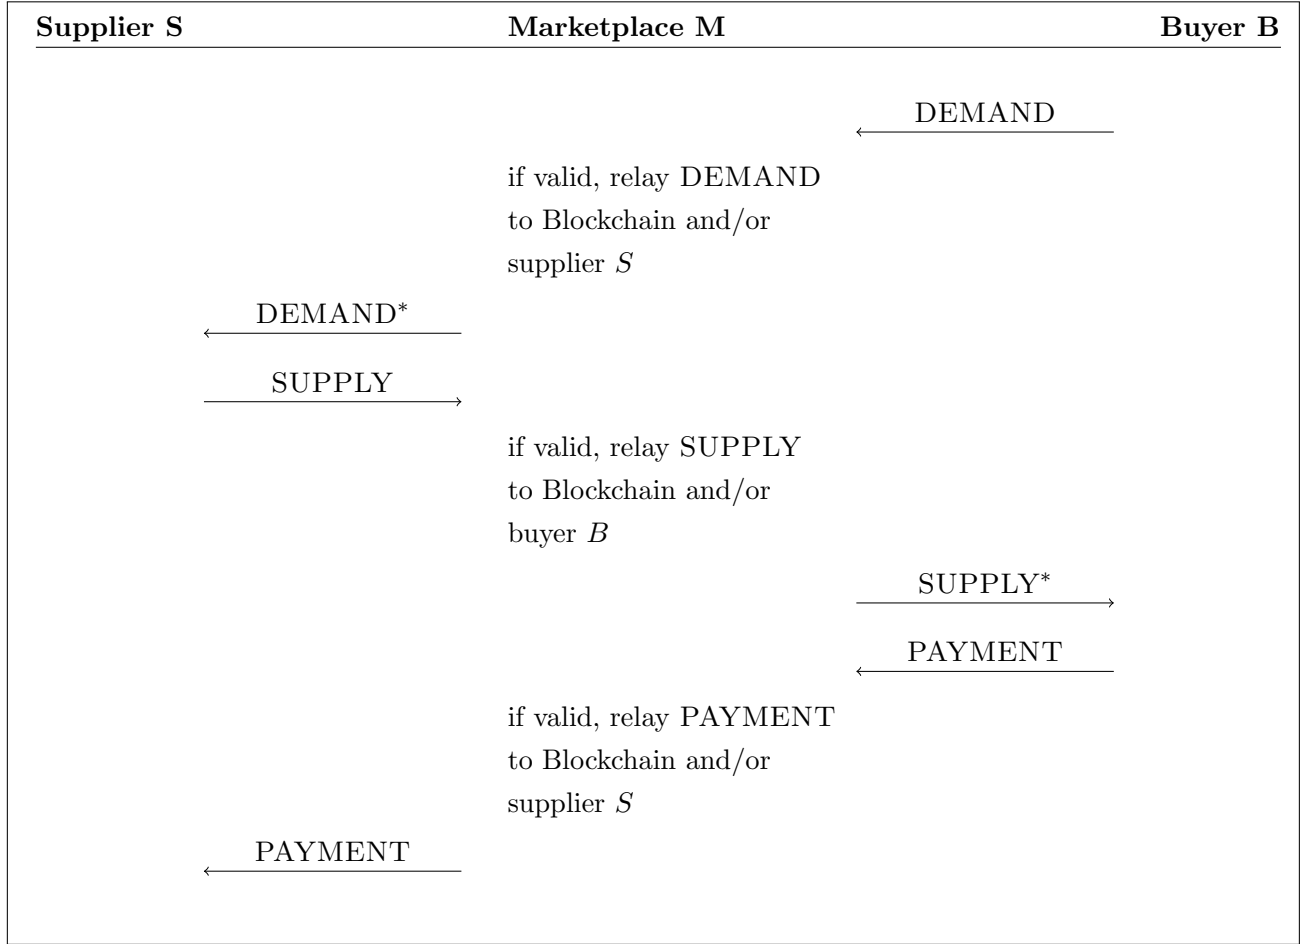 Supplier S Marketplace M Buyer B
DEMAND
if valid, relay DEMAND
to Blockchain and/or
supplier S
DEMAND*
SUPPLY
if valid, relay SUPPLY
to Blockchain and/or
buyer B
SUPPLY*
PAYMENT
if valid, relay PAYMENT
to Blockchain and/or
supplier S
PAYMENT